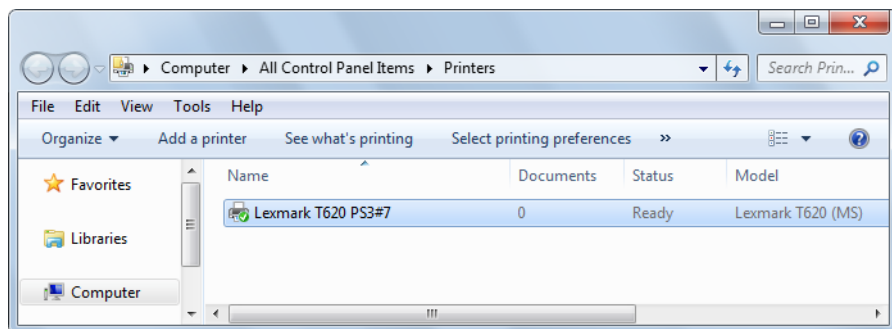 Computer All Control Panel Items Printers Search Prin...
File Edit View Tools Help
Organize Add a printer See what's printing Select printing preferences »
Favorites
Libraries
Computer
Name Documents Status Model
Lexmark T620 PS3#7 0 Ready Lexmark T620 (MS)